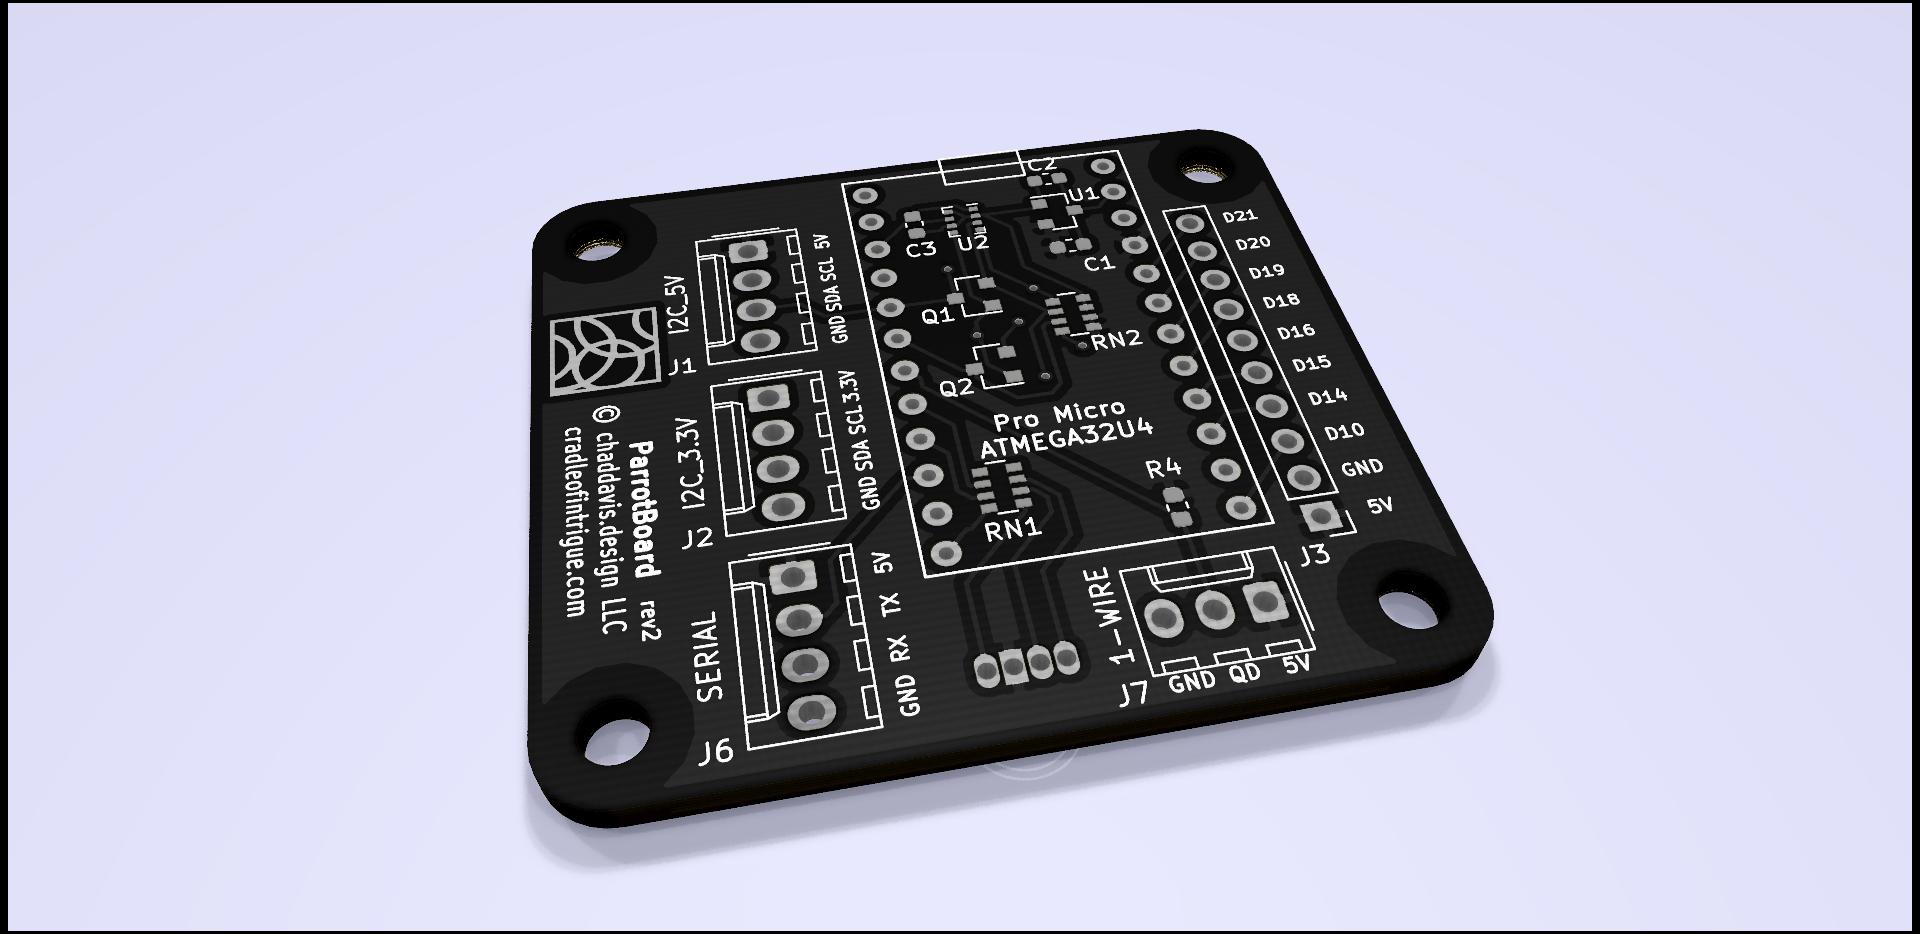 C2
U1
C3
U2
C1
Q1
RN2
Q2
Pro Micro
ATMEGA32U4
R4
RN1
I2C_5V
J1
GND SDA SCL 5V
I2C_3.3V
J2
GND SDA SCL 3.3V
SERIAL
J6
GND RX TX 5V
ParrotBoard rev2
© chaddavis.design LLC
cradleofintrigue.com
D21
D20
D19
D18
D16
D15
D14
D10
GND
5V
J3
1-WIRE
J7
GND QD 5V